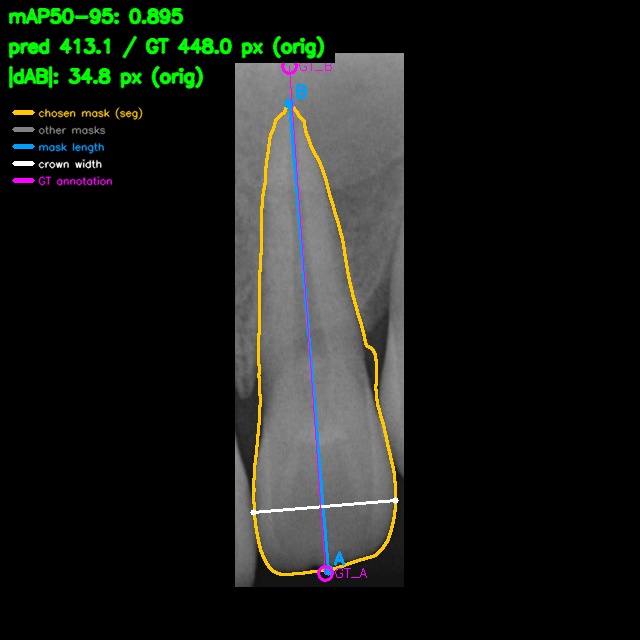 mAP50-95: 0.895
pred 413.1 / GT 448.0 px (orig)
|dAB|: 34.8 px (orig)
chosen mask (seg)
other masks
mask length
crown width
GT annotation
GT_B
B
A
GT_A